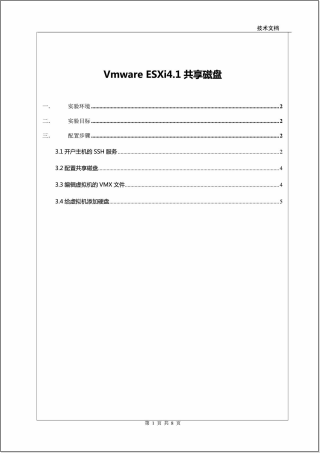 技术文档
Vmware ESXi4.1 共享磁盘
一、 实验环境 2
二、 实验目标 2
三、 配置步骤 2
3.1 开户主机的 SSH 服务 2
3.2 配置共享磁盘 4
3.3 编辑虚拟机的 VMX 文件 4
3.4 给虚拟机添加硬盘 5
第 1 页 共 8 页